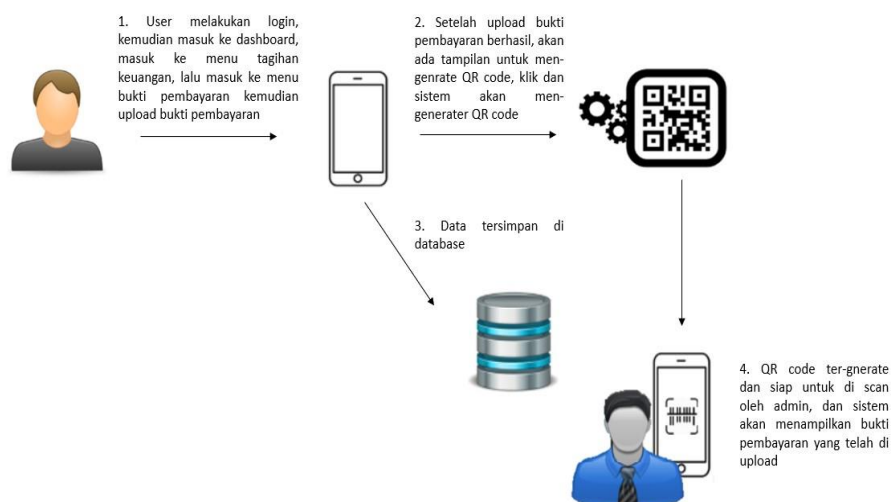 1. User melakukan login,
kemudian masuk ke dashboard,
masuk ke menu tagihan
keuangan, lalu masuk ke menu
bukti pembayaran kemudian
upload bukti pembayaran
2. Setelah upload bukti
pembayaran berhasil, akan
ada tampilan untuk men-
genrate QR code, klik dan
sistem akan men-
generater QR code
3. Data tersimpan di
database
4. QR code ter-gnerate
dan siap untuk di scan
oleh admin, dan sistem
akan menampilkan bukti
pembayaran yang telah di
upload